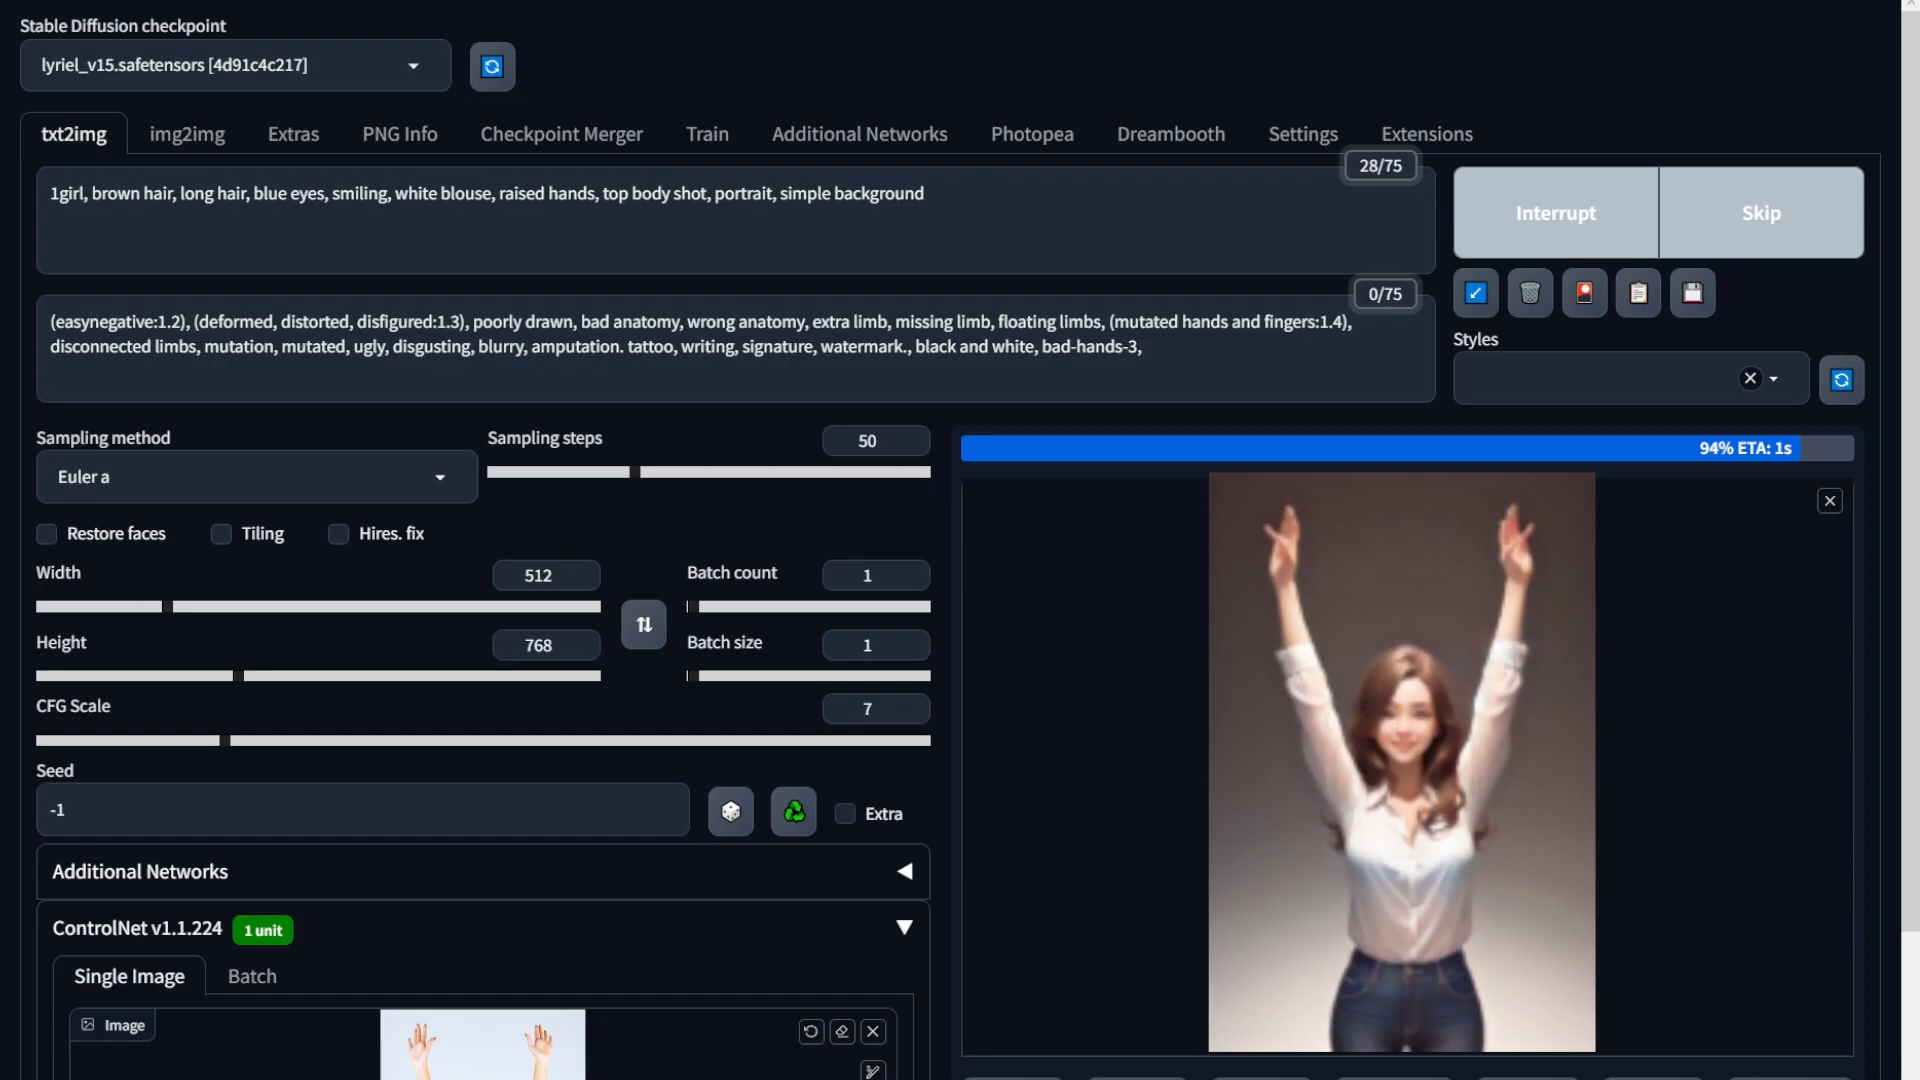 Stable Diffusion checkpoint
lyriel_v15.safetensors [4d91c4c217]
txt2img img2img Extras PNG Info Checkpoint Merger Train Additional Networks Photopea Dreambooth Settings Extensions
28/75
1girl, brown hair, long hair, blue eyes, smiling, white blouse, raised hands, top body shot, portrait, simple background
Interrupt Skip
0/75
(easynegative:1.2), (deformed, distorted, disfigured:1.3), poorly drawn, bad anatomy, wrong anatomy, extra limb, missing limb, floating limbs, (mutated hands and fingers:1.4),
disconnected limbs, mutation, mutated, ugly, disgusting, blurry, amputation. tattoo, writing, signature, watermark., black and white, bad-hands-3,
Styles
Sampling method
Euler a
Sampling steps 50
94% ETA: 1s
Restore faces Tiling Hires. fix
Width 512
Batch count 1
Height 768
Batch size 1
CFG Scale 7
Seed
-1
Extra
Additional Networks
ControlNet v1.1.224 1 unit
Single Image Batch
Image